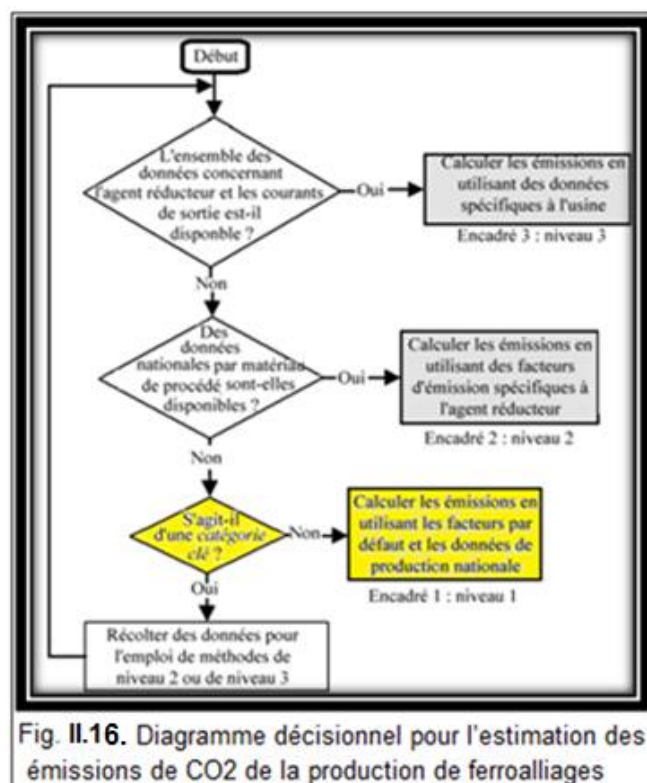 Début
L'ensemble des
données concernant
l'agent réducteur et les courants
de sortie est-il
disponble ?
Oui
Calculer les émissions en
utilisant des données
spécifiques à l'usine
Encadré 3 : niveau 3
Non
Des
données
nationales par matériau
de procédé sont-elles
disponibles ?
Oui
Calculer les émissions en
utilisant des facteurs
d'émission spécifiques à
l'agent réducteur
Encadré 2 : niveau 2
Non
S'agit-il
d'une catégorie
clé ?
Non
Calculer les émissions en
utilisant les facteurs par
défaut et les données de
production nationale
Encadré 1 : niveau 1
Oui
Récolter des données pour
l'emploi de méthodes de
niveau 2 ou de niveau 3
Fig. II.16. Diagramme décisionnel pour l'estimation des
émissions de CO2 de la production de ferroalliages